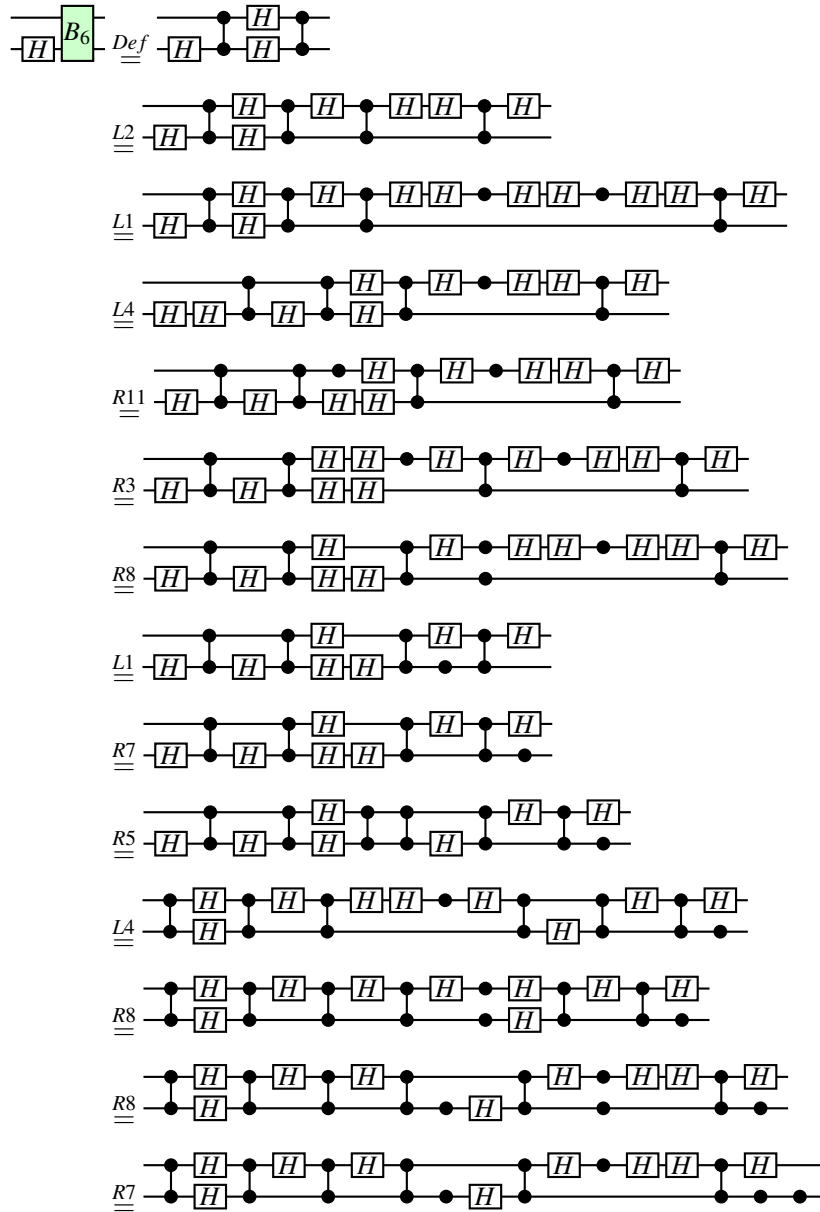 H
H B₆ Def = H H
H H H H H
L2 = H H
H H H H H H H H H
L1 = H H
H H H H H
L4 = H H H H
H H H H H
R11 = H H H H
H H H H H H H
R3 = H H H H
H H H H H H H
R8 = H H H H
H H H
L1 = H H H H
H H H
R7 = H H H H
H H H
R5 = H H H H
H H H H H H H
L4 = H H
H H H H H H H
R8 = H H
H H H H H H H
R8 = H H
H H H H H H H
R7 = H H